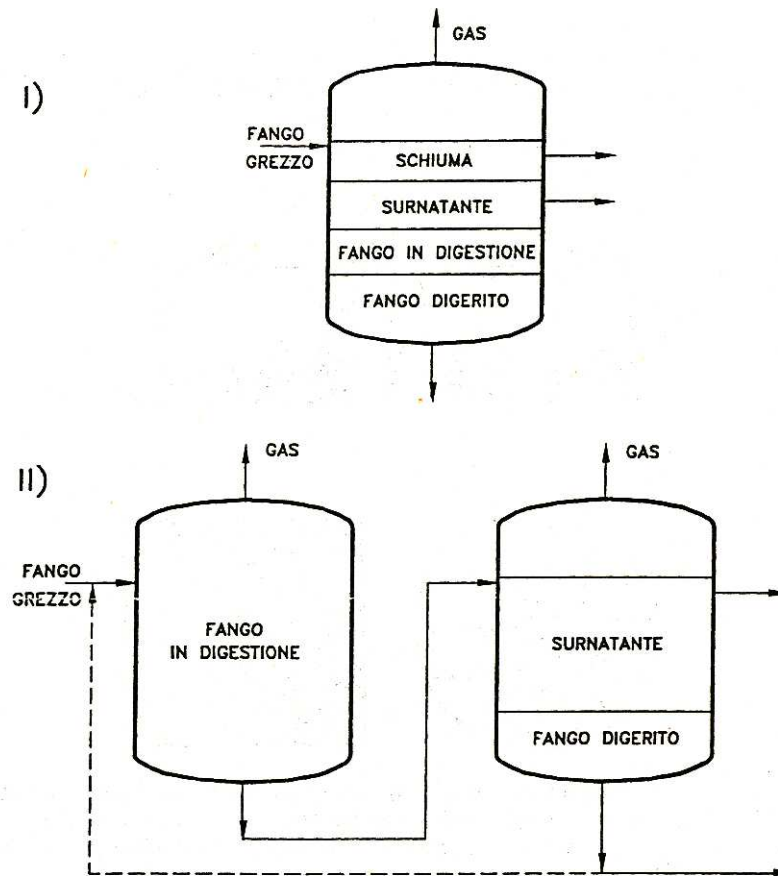 GAS
I)
FANGO
GREZZO
SCHIUMA
SURNATANTE
FANGO IN DIGESTIONE
FANGO DIGERITO
II)
GAS
GAS
FANGO
GREZZO
FANGO
IN DIGESTIONE
SURNATANTE
FANGO DIGERITO